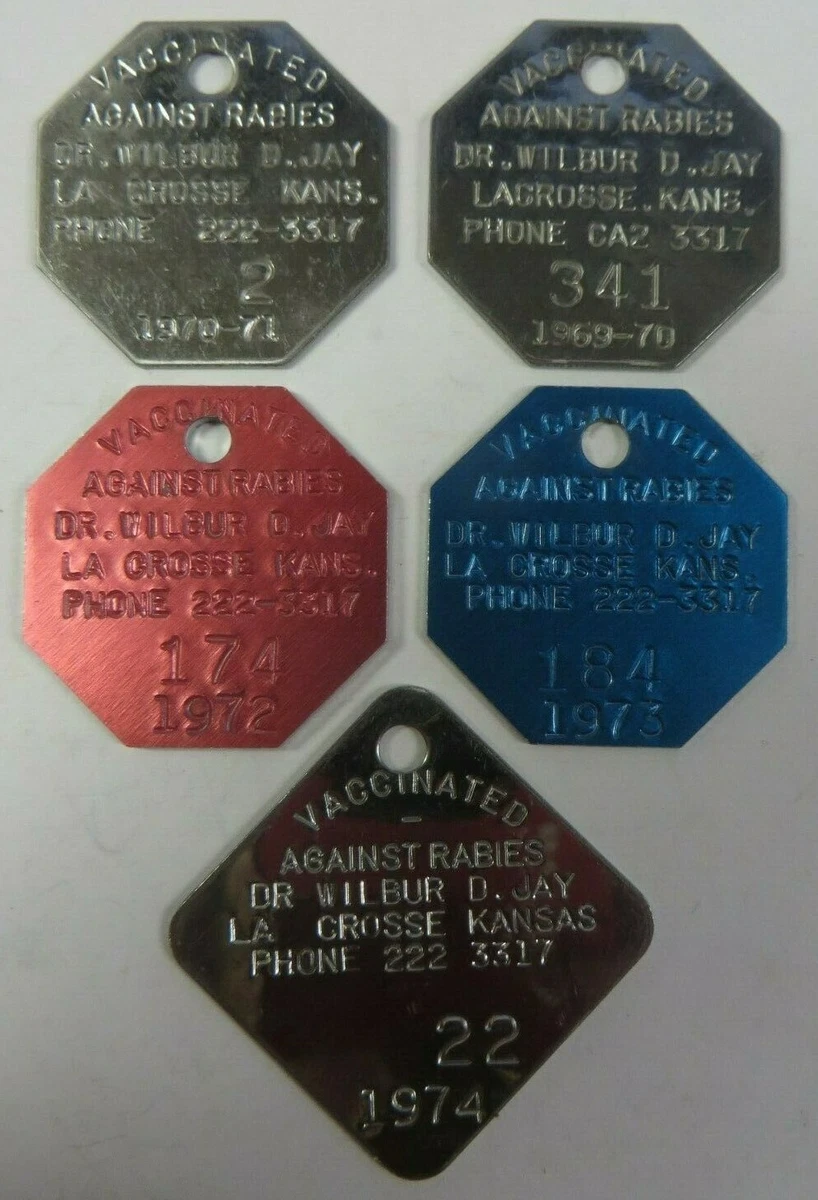 VACCINATED
AGAINST RABIES
DR. WILBUR D. JAY
LA CROSSE KANS.
PHONE 222-3317
2
1970-71
VACCINATED
AGAINST RABIES
DR. WILBUR D. JAY
LACROSSE. KANS.
PHONE CA2 3317
341
1969-70
VACCINATED
AGAINST RABIES
DR. WILBUR D. JAY
LA CROSSE KANS.
PHONE 222-3317
174
1972
VACCINATED
AGAINST RABIES
DR. WILBUR D. JAY
LA CROSSE KANS.
PHONE 222-3317
184
1973
VACCINATED
-
AGAINST RABIES
DR WILBUR D. JAY
LA CROSSE KANSAS
PHONE 222 3317
22
1974